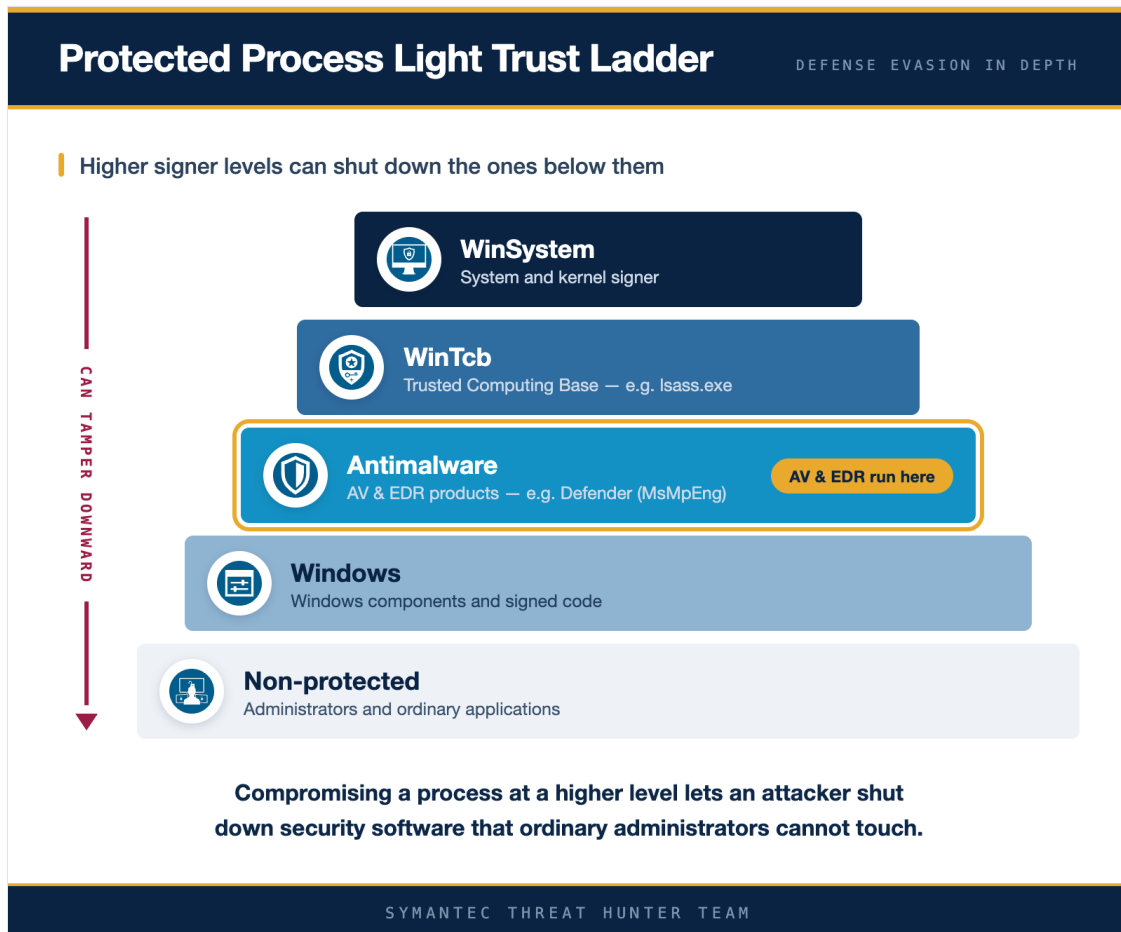 Protected Process Light Trust Ladder
DEFENSE EVASION IN DEPTH
Higher signer levels can shut down the ones below them
CAN TAMPER DOWNWARD
WinSystem
System and kernel signer
WinTcb
Trusted Computing Base — e.g. lsass.exe
Antimalware
AV & EDR products — e.g. Defender (MsMpEng)
AV & EDR run here
Windows
Windows components and signed code
Non-protected
Administrators and ordinary applications
Compromising a process at a higher level lets an attacker shut
down security software that ordinary administrators cannot touch.
SYMANTEC THREAT HUNTER TEAM